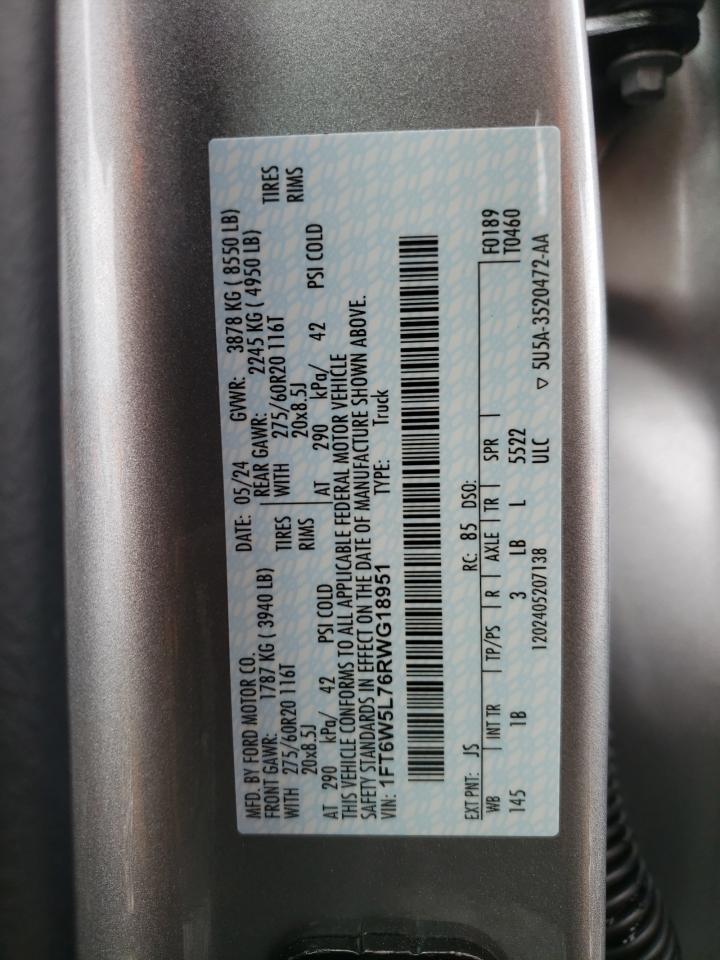 MFD. BY FORD MOTOR CO.
DATE: 05/24 GVWR: 3878 KG ( 8550 LB)
FRONT GAWR: 1787 KG ( 3940 LB) REAR GAWR: 2245 KG ( 4950 LB)
WITH 275/60R20 116T TIRES WITH 275/60R20 116T TIRES
20x8.5J RIMS 20x8.5J RIMS
AT 290 kPa/ 42 PSI COLD AT 290 kPa/ 42 PSI COLD
THIS VEHICLE CONFORMS TO ALL APPLICABLE FEDERAL MOTOR VEHICLE
SAFETY STANDARDS IN EFFECT ON THE DATE OF MANUFACTURE SHOWN ABOVE.
VIN: 1FT6W5L76RWG18951 TYPE: Truck
EXT PNT: JS RC: 85 DSO:
WB INT TR TP/PS R AXLE TR SPR F0189
145 1B 3 LB L 5522 T0460
1202405207138 ULC ▽ 5U5A-3520472-AA